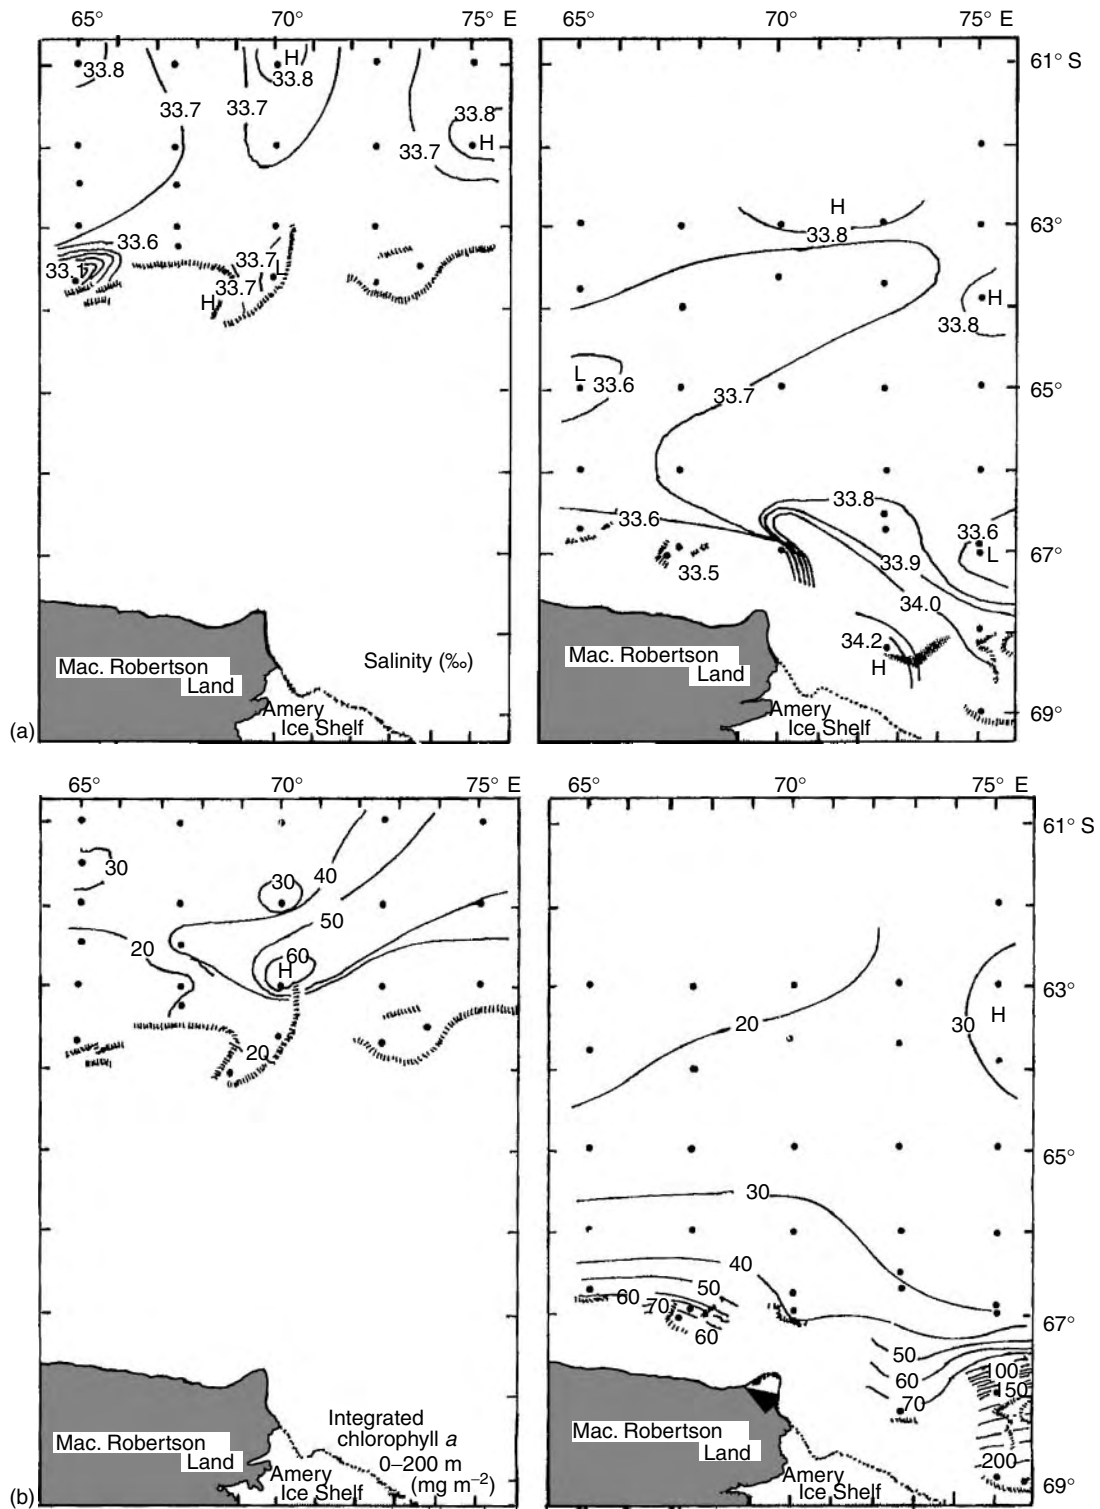 65° 70° 75° E 65° 70° 75° E
H
33.8 33.8 61° S
33.7 33.7
33.8
33.7 H
H
33.6 33.8 63°
33.1 33.7 L
33.7
H H
33.8
L 33.6
33.7 65°
33.8
33.6 33.6
33.9 L 67°
33.5
34.0
34.2
H
Mac. Robertson
Land
Salinity (‰)
Amery
Ice Shelf
Mac. Robertson
Land
Amery
Ice Shelf
69°
(a)
65° 70° 75° E 65° 70° 75° E
61° S
30 30 40
50
20 60
H
20
20 30 H 63°
65°
30
40
60 50
70
60
67°
50
60
70
100
150
200
Mac. Robertson
Land
Integrated
chlorophyll a
0–200 m
(mg m⁻²)
Amery
Ice Shelf
Mac. Robertson
Land
Amery
Ice Shelf
69°
(b)